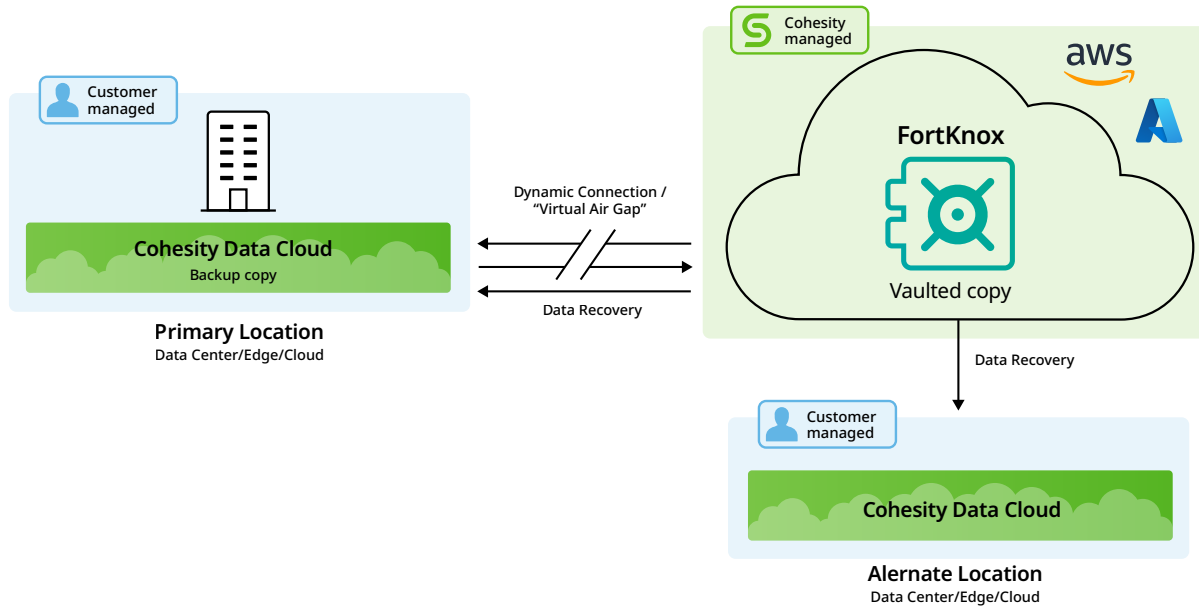 Customer
managed
Cohesity Data Cloud
Backup copy
Primary Location
Data Center/Edge/Cloud
Dynamic Connection /
“Virtual Air Gap”
Data Recovery
Cohesity
managed
aws
FortKnox
Vaulted copy
Data Recovery
Customer
managed
Cohesity Data Cloud
Alernate Location
Data Center/Edge/Cloud